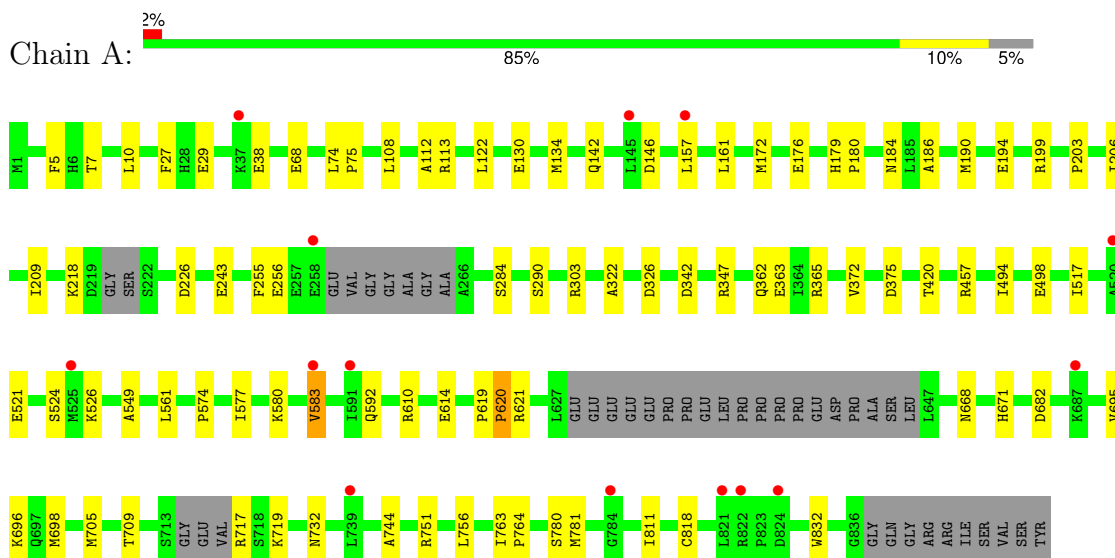 2%
Chain A:
85% 10% 5%
M1 F5 H6 T7 L10 F27 H28 E29 K37 E38 E68 L74 P75 L108 A112 R113 L122 E130 M134 Q142 L145 D146 L157 L161 M172 E176 H179 P180 N184 L185 A186 M190 E194 R199 P203
I209 K218 D219 GLY SER S222 D226 E243 F255 E256 E257 E258 GLU VAL GLY GLY ALA GLY ALA A266 S284 S290 R303 A322 D326 D342 R347 Q362 E363 I364 R365 V372 D375 T420 R457 I494 E498 I517
E521 S524 M525 K526 A549 L561 P574 I577 K580 V583 I591 Q592 R610 E614 P619 P620 R621 L627 GLU GLU GLU GLU GLU PRO PRO GLU LEU PRO PRO PRO PRO GLU ASP PRO ALA SER LEU L647 N668 H671 D682 K687
K696 Q697 M698 M705 T709 S713 GLY GLU VAL R717 S718 K719 N732 L739 A744 R751 L756 I763 P764 S780 M781 G784 I811 C818 L821 R822 P823 D824 W832 G836 GLY GLN GLY ARG ARG ILE SER VAL SER TYR